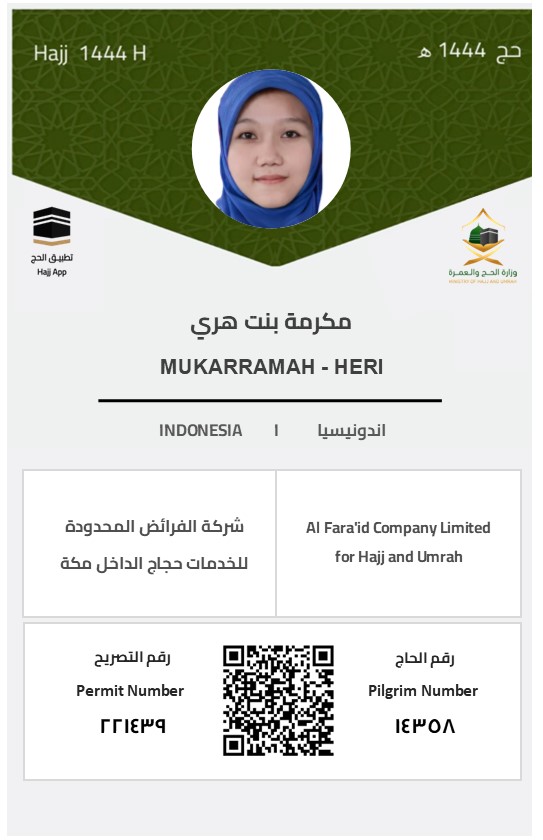 Hajj 1444 H
حج 1444 هـ
تطبيق الحج
Hajj App
وزارة الحج والعمرة
MINISTRY OF HAJJ AND UMRAH
مكرمة بنت هري
MUKARRAMAH - HERI
INDONESIA | اندونيسيا
شركة الفرائض المحدودة
للخدمات حجاج الداخل مكة
Al Fara'id Company Limited
for Hajj and Umrah
رقم التصريح
Permit Number
٢٢١٤٣٩
رقم الحاج
Pilgrim Number
١٤٣٥٨